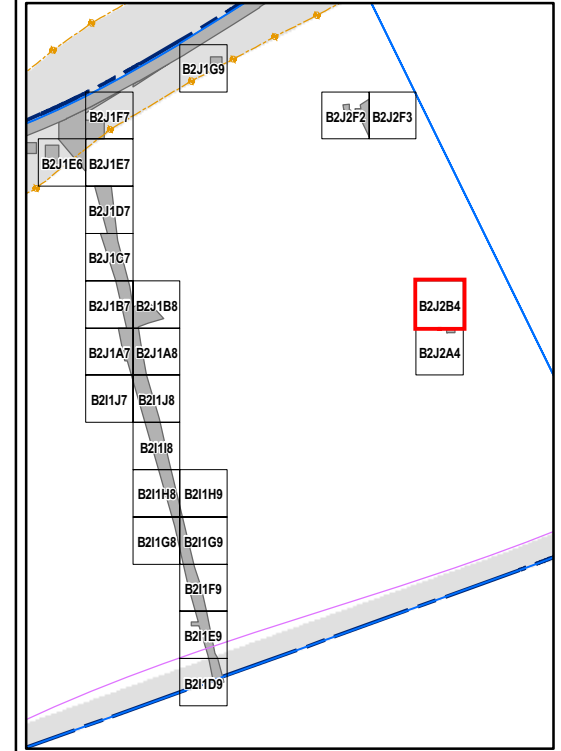 B2J1G9
B2J1F7 B2J2F2 B2J2F3
B2J1E6 B2J1E7
B2J1D7
B2J1C7
B2J1B7 B2J1B8 B2J2B4
B2J1A7 B2J1A8 B2J2A4
B2I1J7 B2I1J8
B2I1I8
B2I1H8 B2I1H9
B2I1G8 B2I1G9
B2I1F9
B2I1E9
B2I1D9